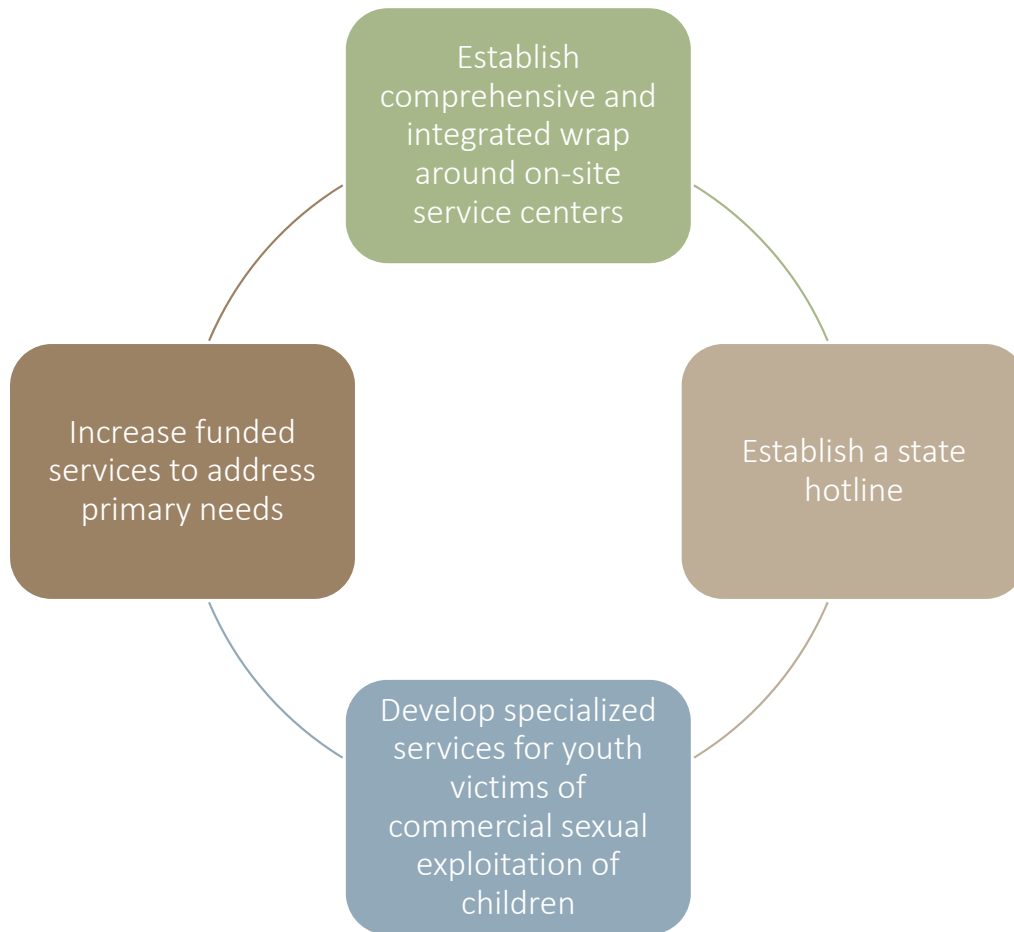 Establish
comprehensive and
integrated wrap
around on-site
service centers
Increase funded
services to address
primary needs
Establish a state
hotline
Develop specialized
services for youth
victims of
commercial sexual
exploitation of
children